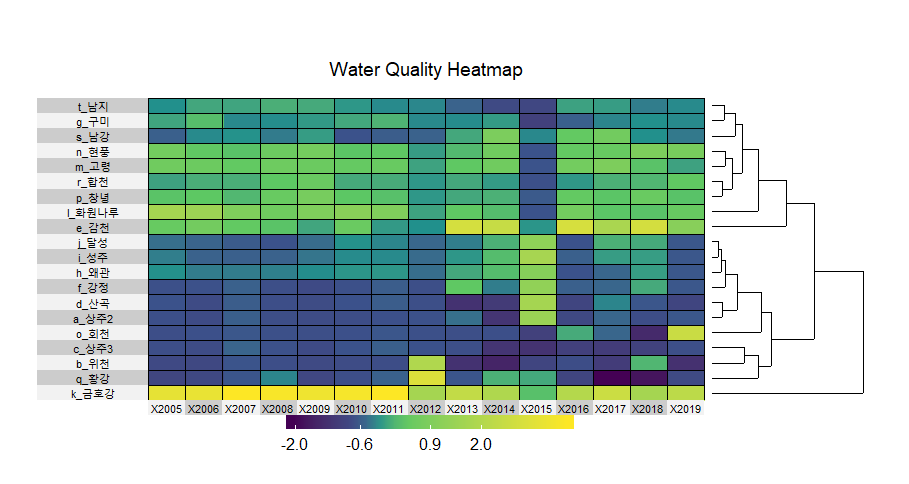 Water Quality Heatmap
t_남지
g_구미
s_남강
n_현풍
m_고령
r_합천
p_창녕
l_화원나루
e_감천
j_달성
i_성주
h_왜관
f_강정
d_산곡
a_상주2
o_회천
c_상주3
b_위천
q_황강
k_금호강
X2005 X2006 X2007 X2008 X2009 X2010 X2011 X2012 X2013 X2014 X2015 X2016 X2017 X2018 X2019
-2.0 -0.6 0.9 2.0